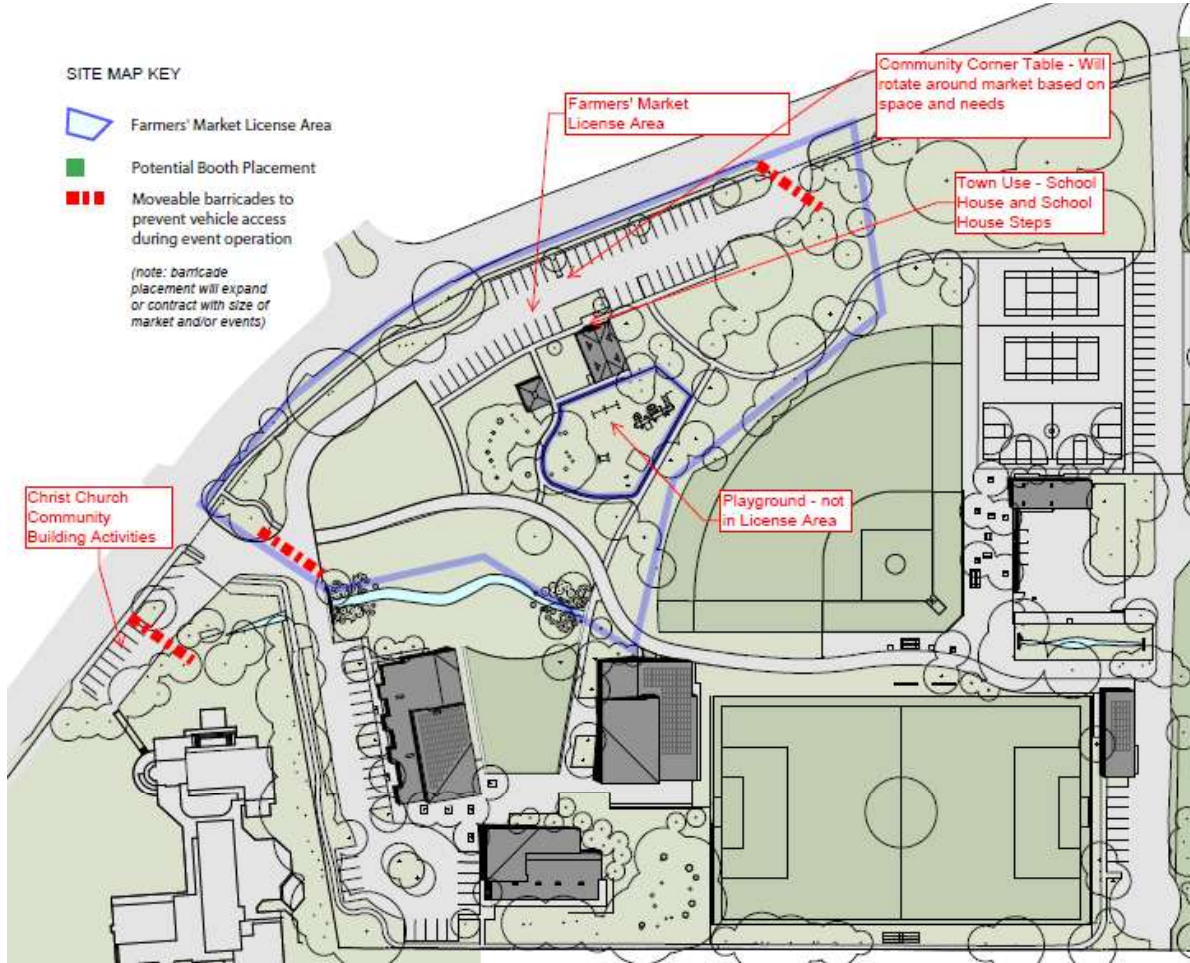 SITE MAP KEY
Farmers' Market License Area
Potential Booth Placement
Moveable barricades to
prevent vehicle access
during event operation
(note: barricade
placement will expand
or contract with size of
market and/or events)
Farmers' Market
License Area
Community Corner Table - Will
rotate around market based on
space and needs
Town Use - School
House and School
House Steps
Christ Church
Community
Building Activities
Playground - not
in License Area